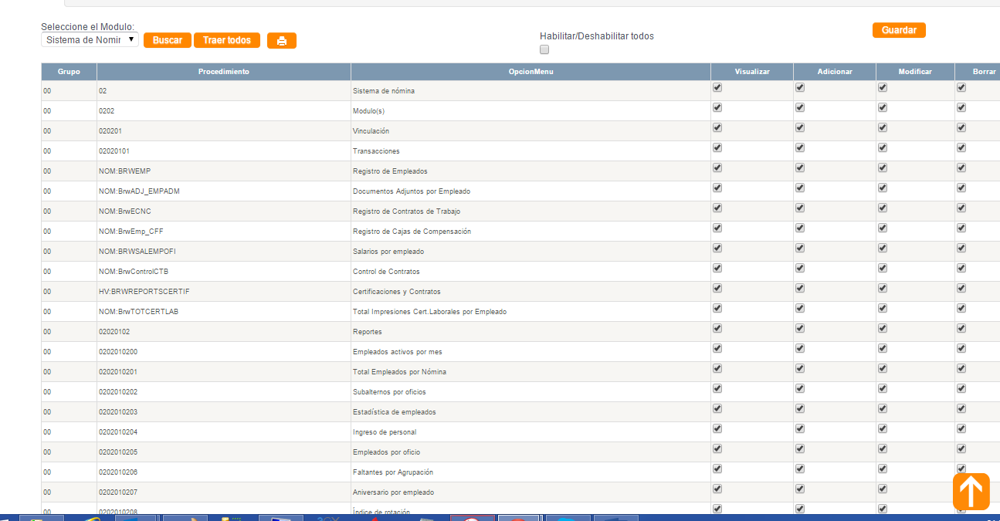 Seleccione el Modulo:
Sistema de Nomir
Buscar
Traer todos
Habilitar/Deshabilitar todos
Guardar
Grupo Procedimiento OpcionMenu Visualizar Adicionar Modificar Borrar
00 02 Sistema de nómina
00 0202 Modulo(s)
00 020201 Vinculación
00 02020101 Transacciones
00 NOM:BRWEMP Registro de Empleados
00 NOM:BrwADJ_EMPADM Documentos Adjuntos por Empleado
00 NOM:BrwECNC Registro de Contratos de Trabajo
00 NOM:BrwEmp_CFF Registro de Cajas de Compensación
00 NOM:BRWSALEMPOFI Salarios por empleado
00 NOM:BrwControlCTB Control de Contratos
00 HV:BRWREPORTSCERTIF Certificaciones y Contratos
00 NOM:BrwTOTCERTLAB Total Impresiones Cert.Laborales por Empleado
00 02020102 Reportes
00 0202010200 Empleados activos por mes
00 0202010201 Total Empleados por Nómina
00 0202010202 Subalternos por oficios
00 0202010203 Estadística de empleados
00 0202010204 Ingreso de personal
00 0202010205 Empleados por oficio
00 0202010206 Faltantes por Agrupación
00 0202010207 Aniversario por empleado
00 0202010208 Índice de rotación